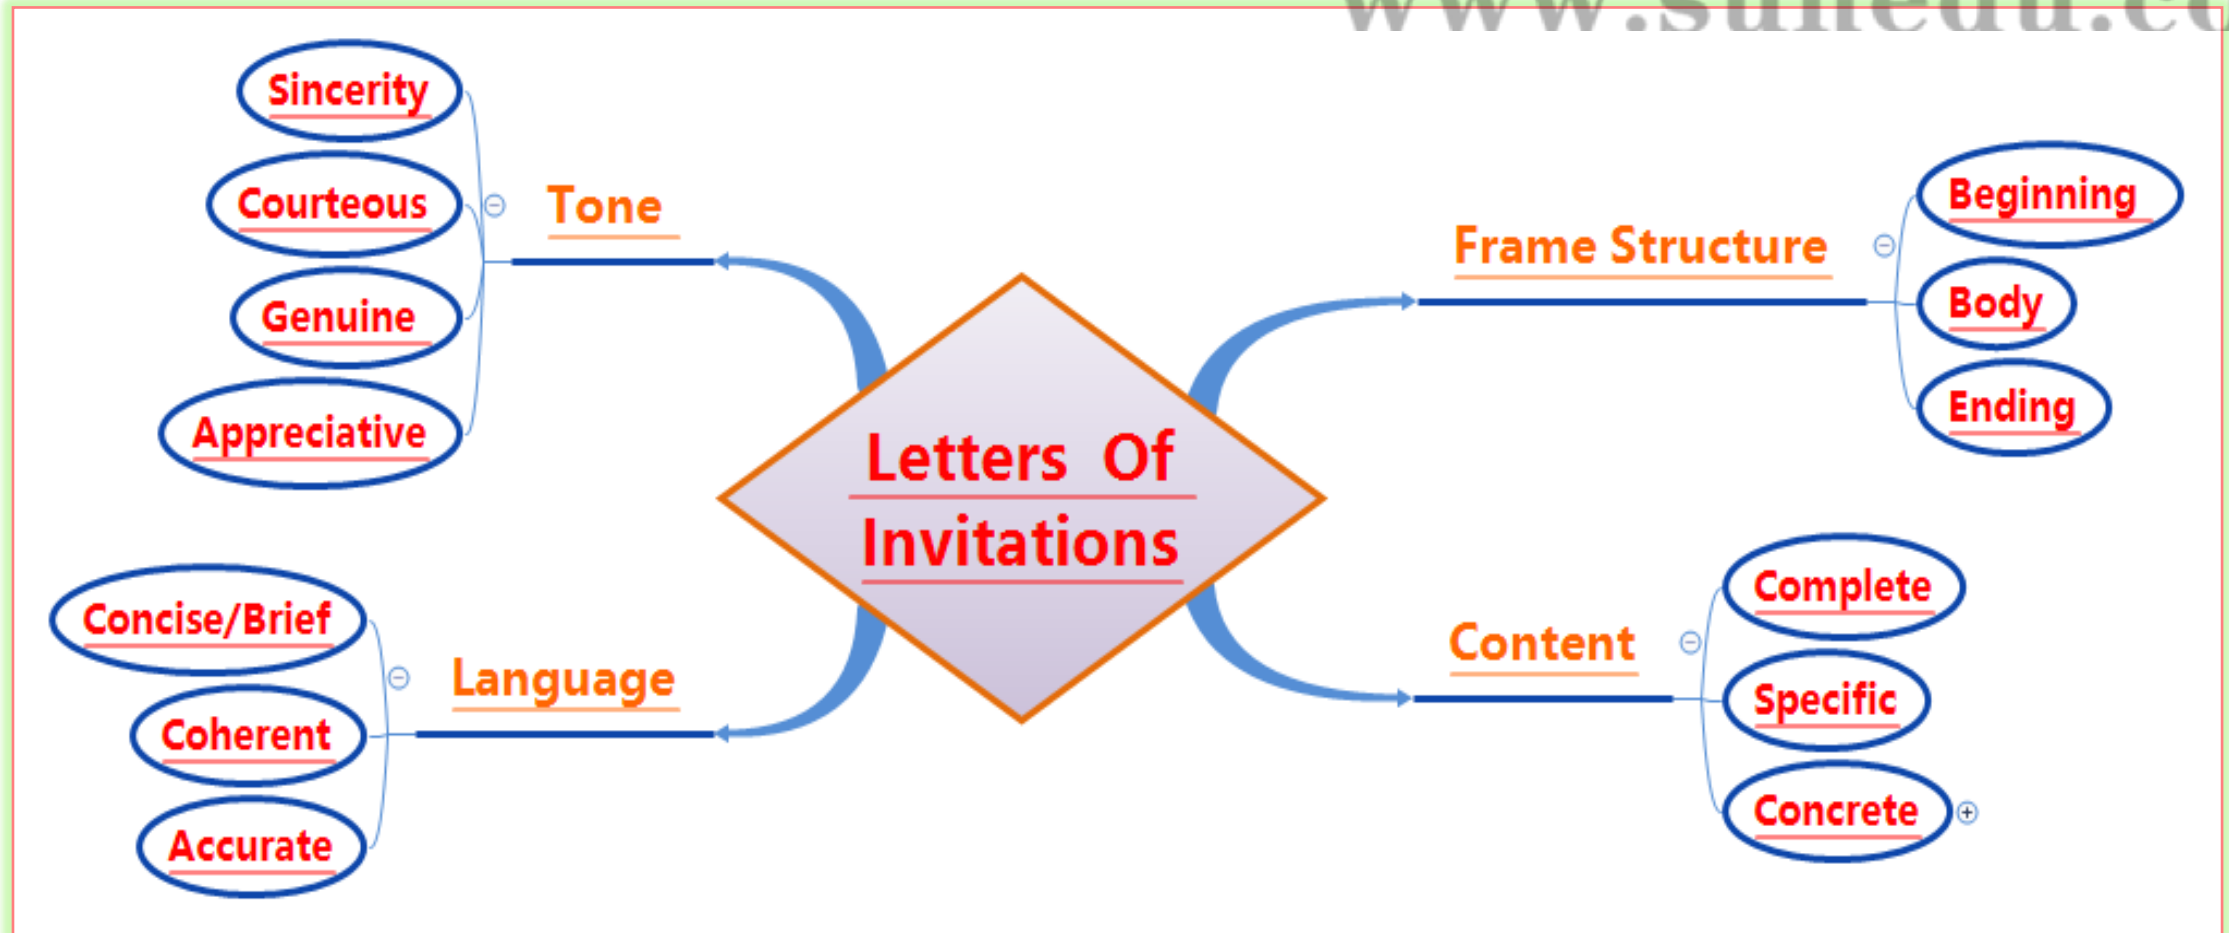 Sincerity
Courteous
Genuine
Appreciative
Tone
Concise/Brief
Coherent
Accurate
Language
Letters Of
Invitations
Frame Structure
Beginning
Body
Ending
Content
Complete
Specific
Concrete